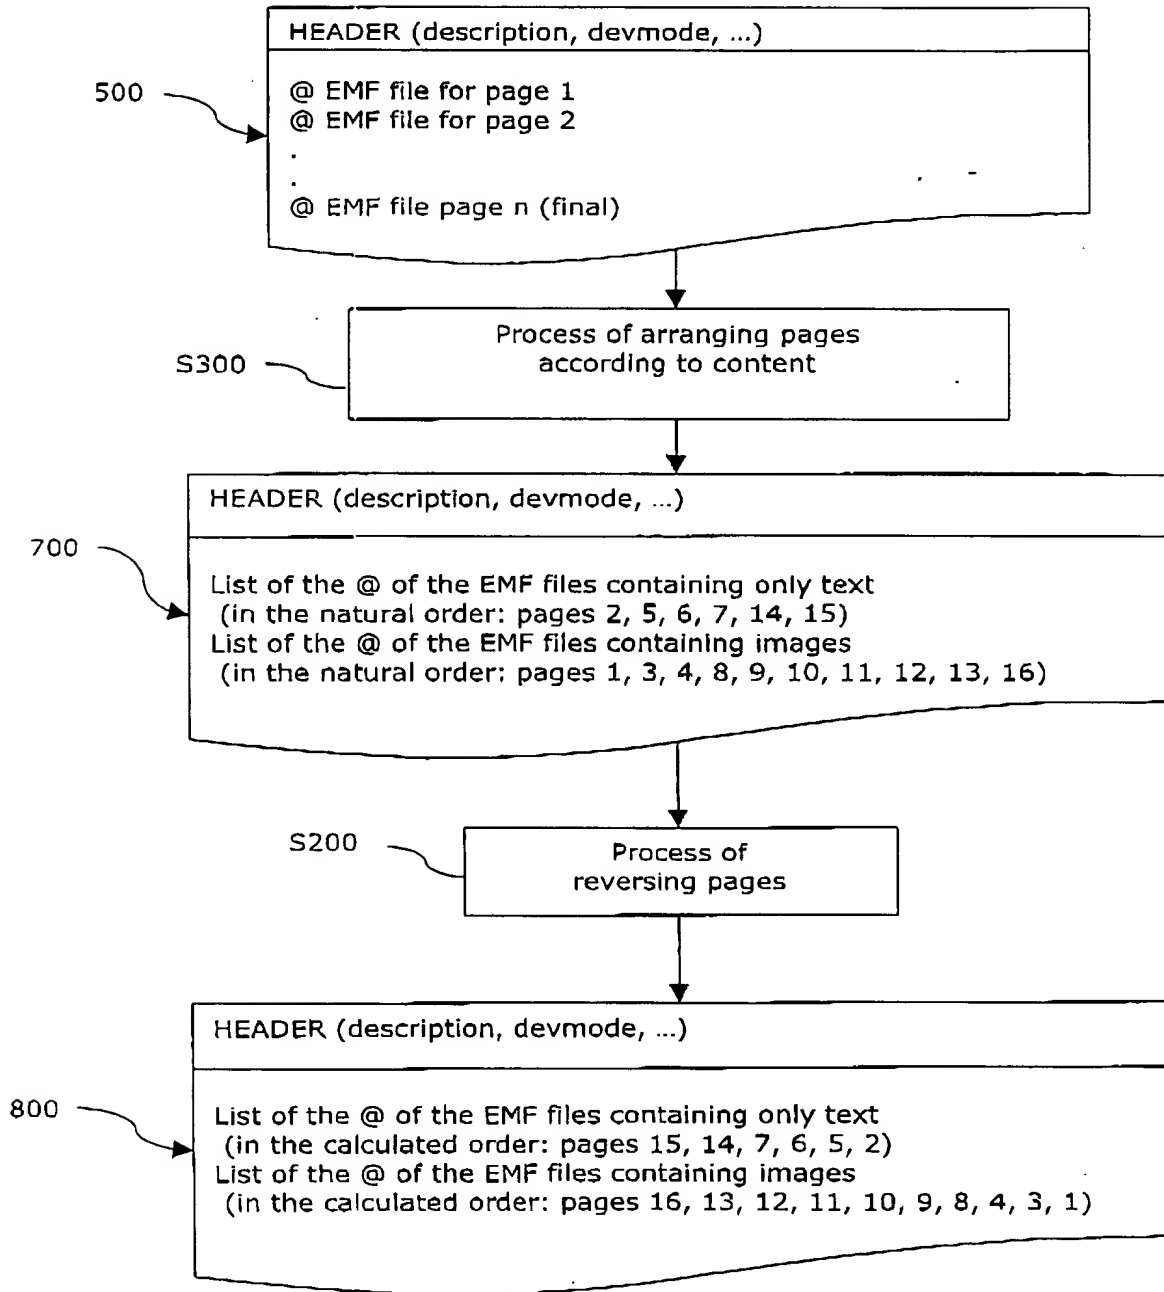 HEADER (description, devmode, ...)
500
@ EMF file for page 1
@ EMF file for page 2
.
.
@ EMF file page n (final)
S300
Process of arranging pages
according to content
HEADER (description, devmode, ...)
700
List of the @ of the EMF files containing only text
(in the natural order: pages 2, 5, 6, 7, 14, 15)
List of the @ of the EMF files containing images
(in the natural order: pages 1, 3, 4, 8, 9, 10, 11, 12, 13, 16)
S200
Process of
reversing pages
HEADER (description, devmode, ...)
800
List of the @ of the EMF files containing only text
(in the calculated order: pages 15, 14, 7, 6, 5, 2)
List of the @ of the EMF files containing images
(in the calculated order: pages 16, 13, 12, 11, 10, 9, 8, 4, 3, 1)